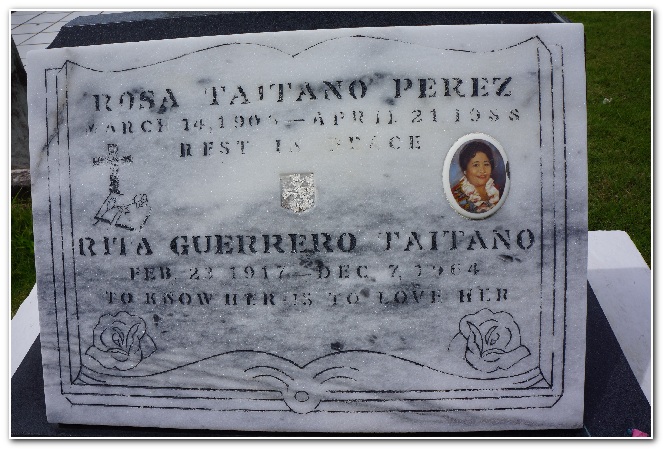 ROSA TAITANO PEREZ
MARCH 14, — APRIL 21 1988
REST IN PEACE
RITA GUERRERO TAITANO
FEB 22 1917 — DEC 7, 1964
TO KNOW HER IS TO LOVE HER